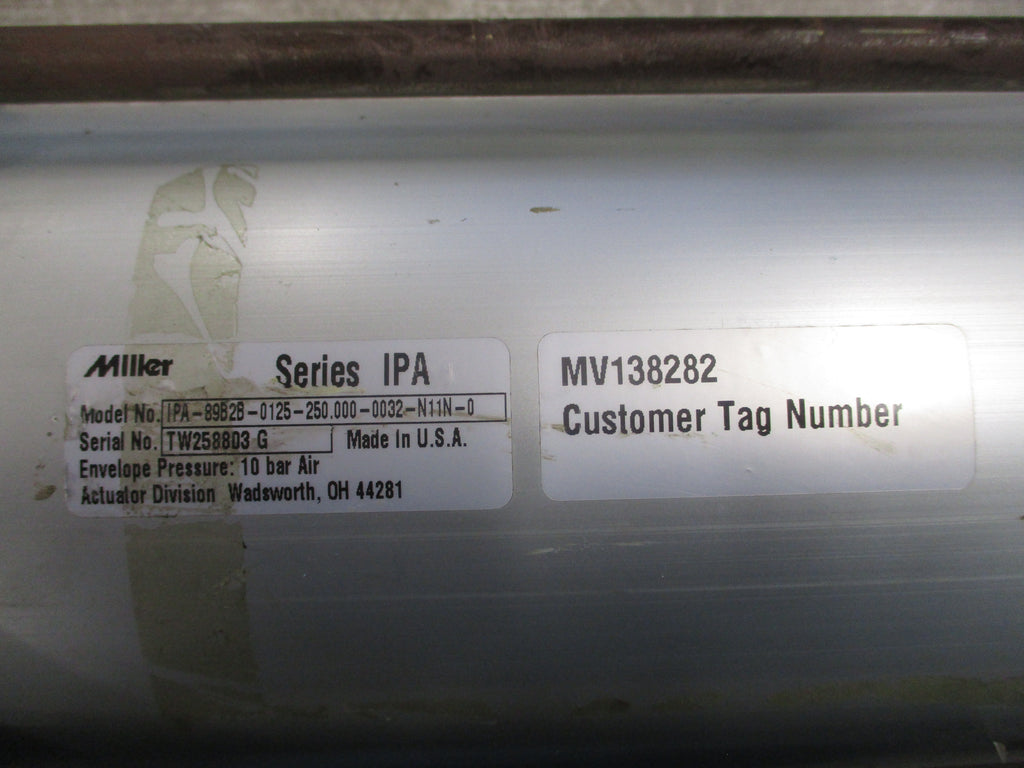 Miller Series IPA
Model No. IPA-89B2B-0125-250.000-0032-N11N-0
Serial No. TW258803 G Made In U.S.A.
Envelope Pressure: 10 bar Air
Actuator Division Wadsworth, OH 44281
MV138282
Customer Tag Number